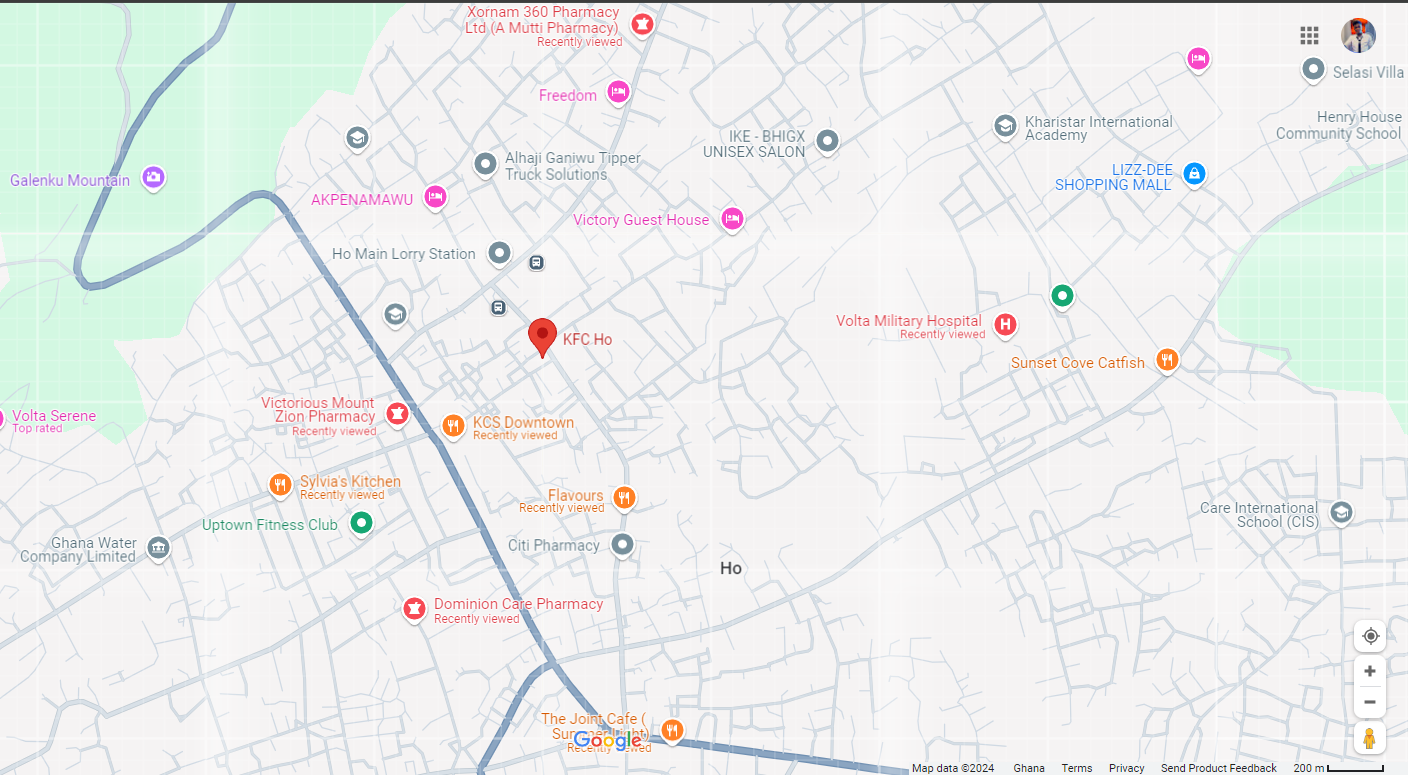 Xornam 360 Pharmacy
Ltd (A Mutti Pharmacy)
Recently viewed
Freedom
Selasi Villa
Henry House
Community School
Kharistar International
Academy
IKE - BHIGX
UNISEX SALON
Alhaji Ganiwu Tipper
Truck Solutions
LIZZ-DEE
SHOPPING MALL
Galenku Mountain
AKPENAMAWU
Victory Guest House
Ho Main Lorry Station
Volta Military Hospital
Recently viewed
KFC Ho
Sunset Cove Catfish
Victorious Mount
Zion Pharmacy
Recently viewed
Volta Serene
Top rated
KCS Downtown
Recently viewed
Sylvia's Kitchen
Recently viewed
Flavours
Recently viewed
Care International
School (CIS)
Uptown Fitness Club
Ghana Water
Company Limited
Citi Pharmacy
Ho
Dominion Care Pharmacy
Recently viewed
The Joint Cafe (
Summer Light)
Recently viewed
Google
Map data ©2024 Ghana Terms Privacy Send Product Feedback 200 m